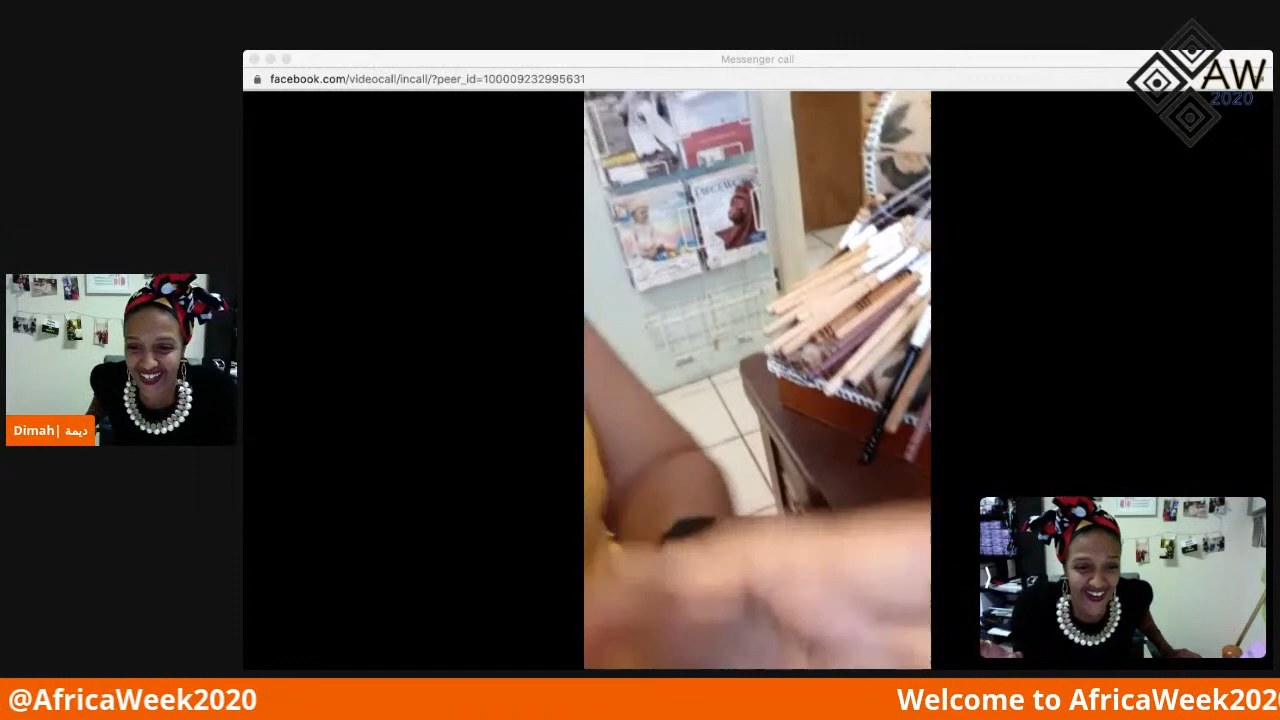 Messenger call
facebook.com/videocall/incall/?peer_id=100009232995631
AW
2020
Dimah| ديمة
@AfricaWeek2020
Welcome to AfricaWeek202